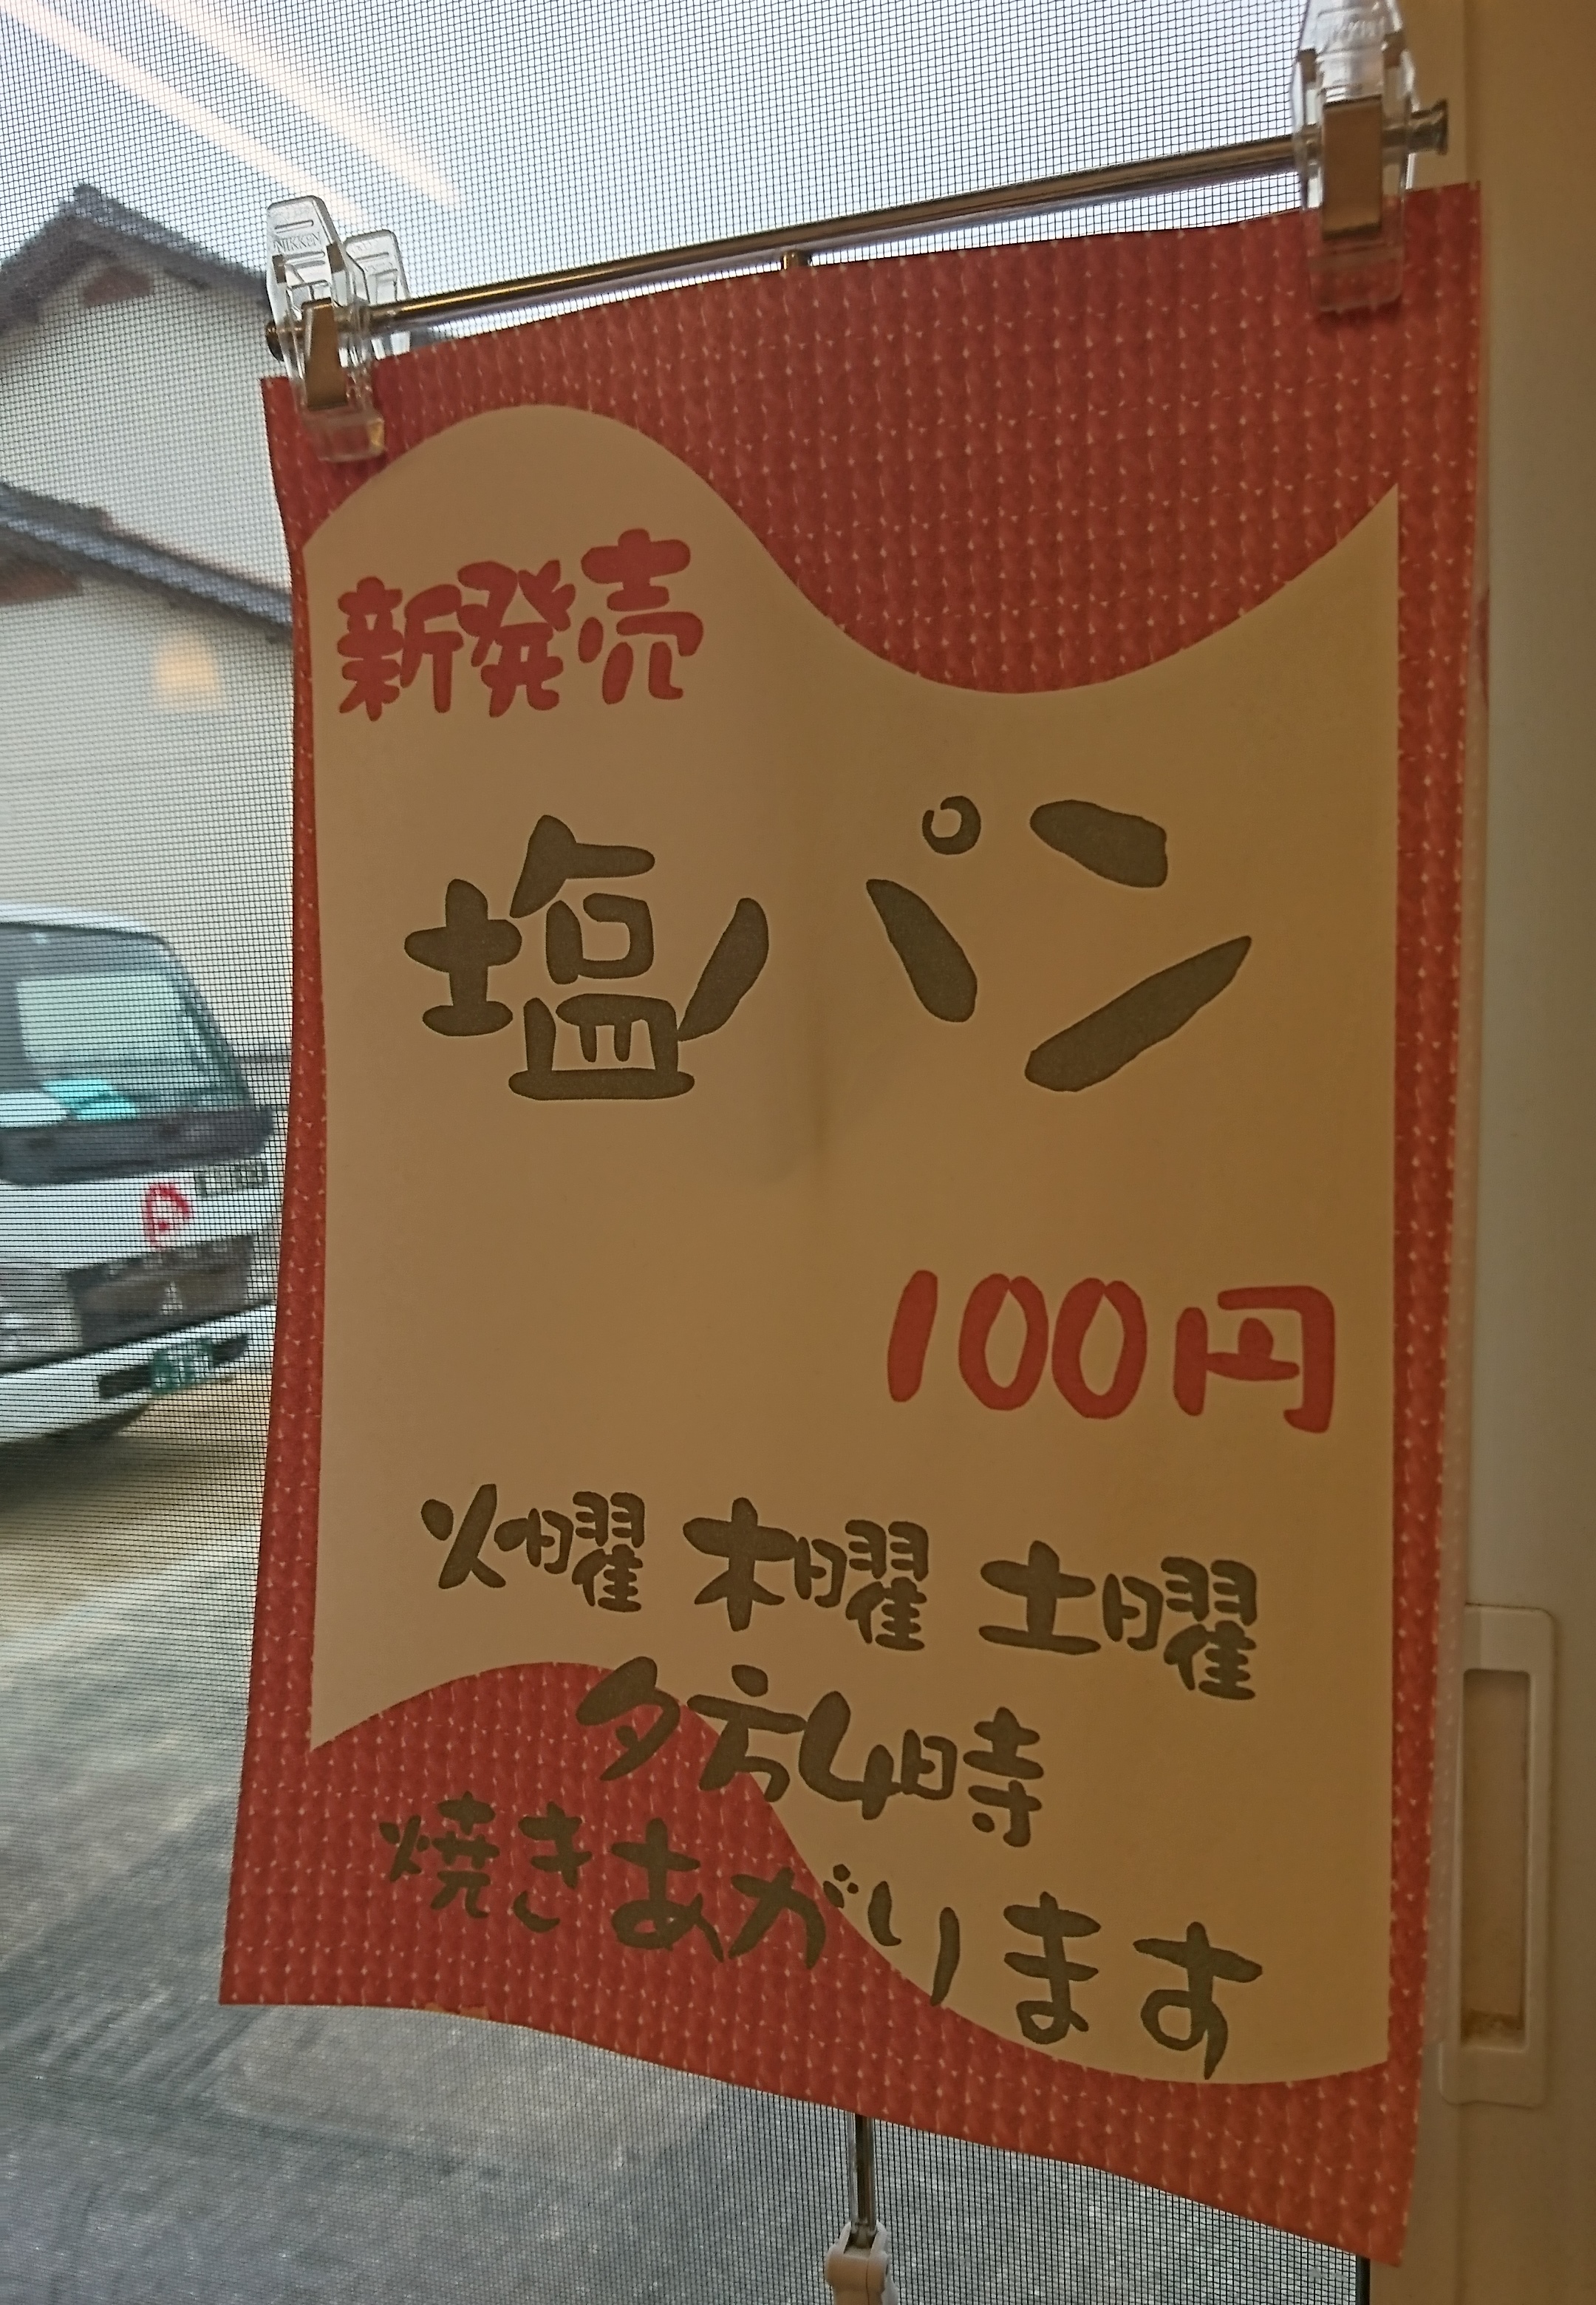 新発売
塩パン
100円
火曜 木曜 土曜
夕方4時
焼きあがります
NIKKEN